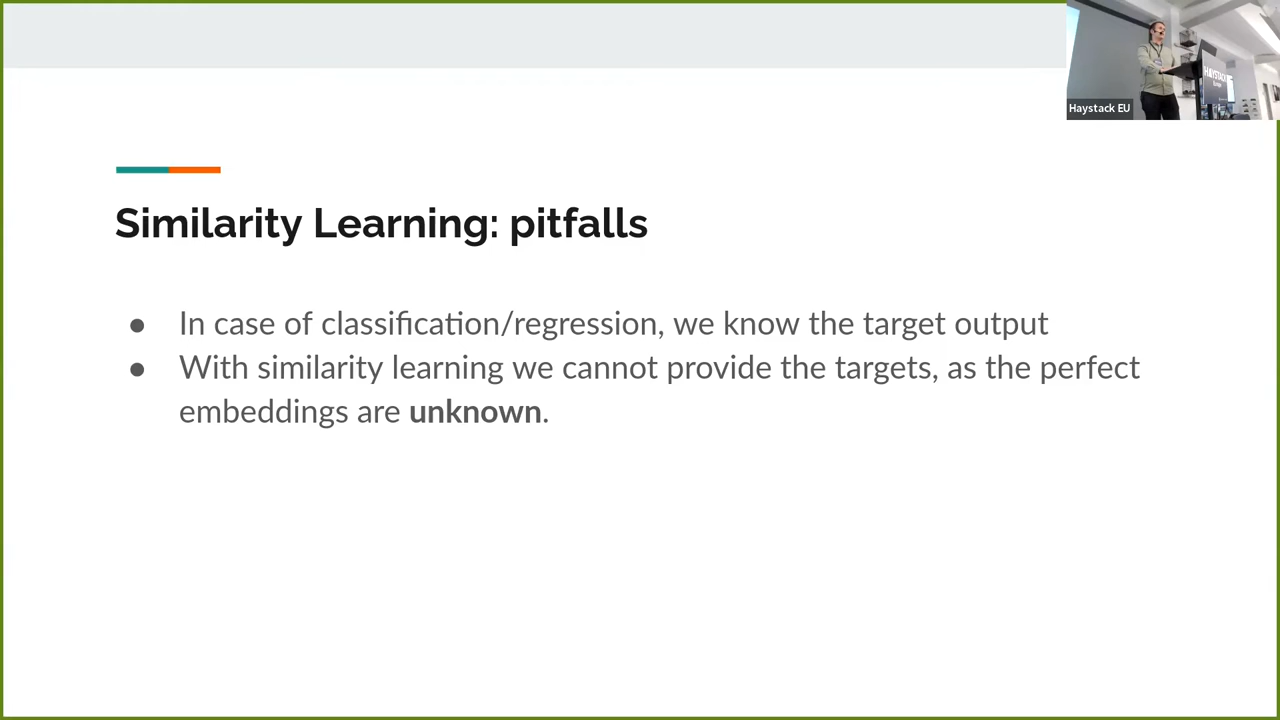 Haystack EU
HAYSTACK
Similarity Learning: pitfalls
● In case of classification/regression, we know the target output
● With similarity learning we cannot provide the targets, as the perfect
embeddings are unknown.